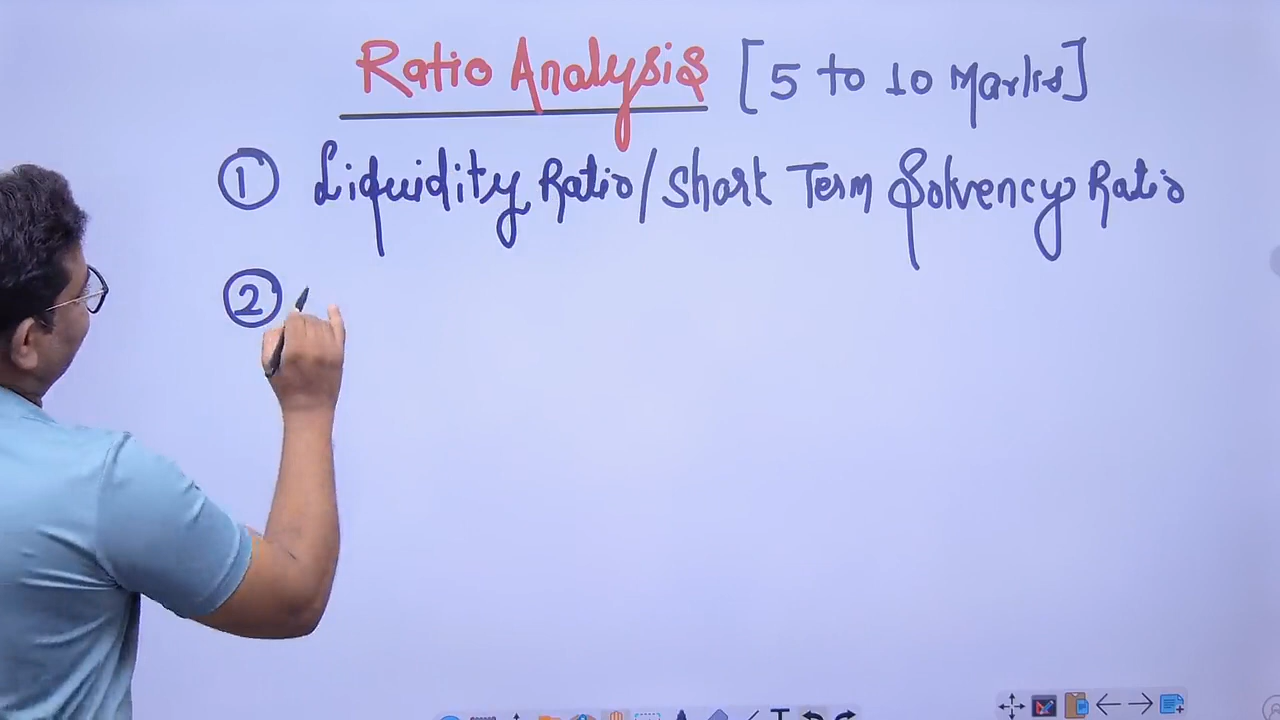 Ratio Analysis [5 to 10 Marks]
① Liquidity Ratio/Short Term Solvency Ratio
②